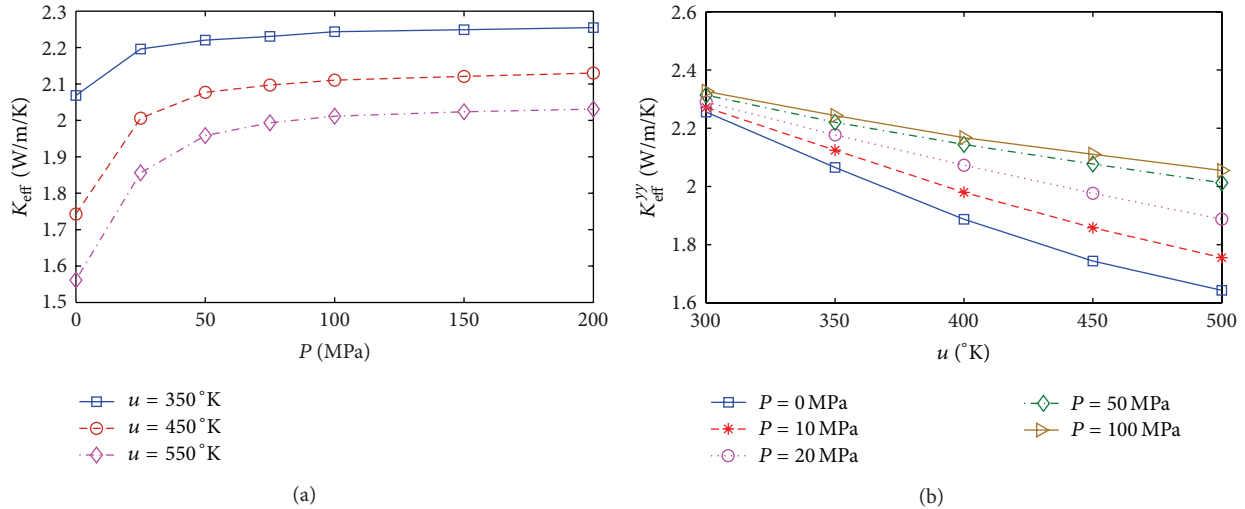 2.3
2.2
2.1
2
1.9
1.8
1.7
1.6
1.5
K_eff (W/m/K)
0 50 100 150 200
P (MPa)
u = 350 °K
u = 450 °K
u = 550 °K
(a)
2.6
2.4
2.2
2
1.8
1.6
K_eff^yy (W/m/K)
300 350 400 450 500
u (°K)
P = 0 MPa
P = 10 MPa
P = 20 MPa
P = 50 MPa
P = 100 MPa
(b)